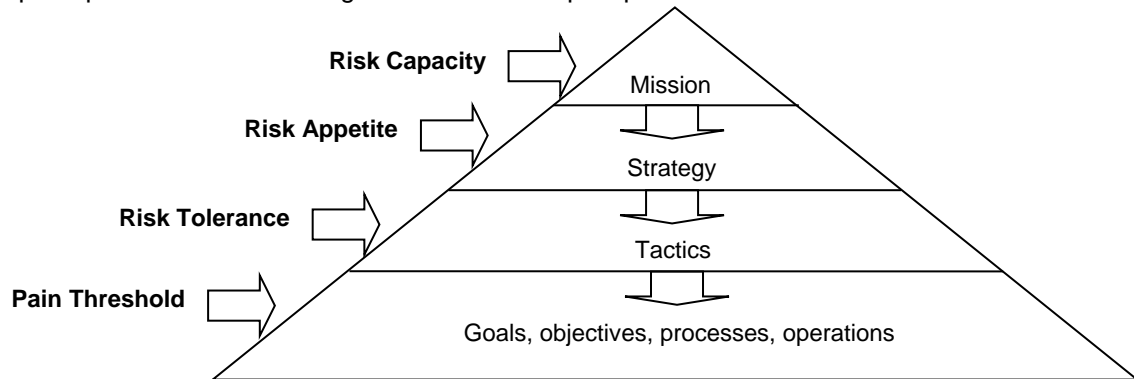 Risk Capacity
Mission
Risk Appetite
Strategy
Risk Tolerance
Tactics
Pain Threshold
Goals, objectives, processes, operations